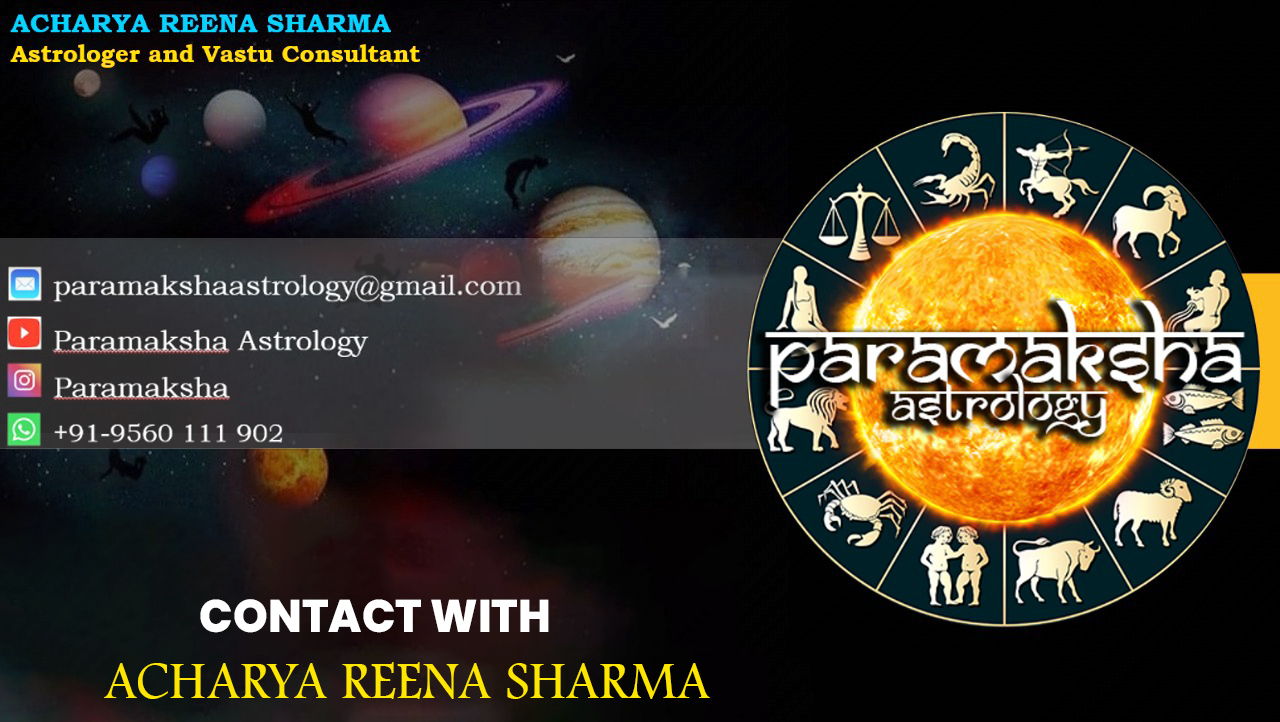 ACHARYA REENA SHARMA
Astrologer and Vastu Consultant
paramakshaastrology@gmail.com
Paramaksha Astrology
Paramaksha
+91-9560 111 902
paramaksha
astrology
CONTACT WITH
ACHARYA REENA SHARMA